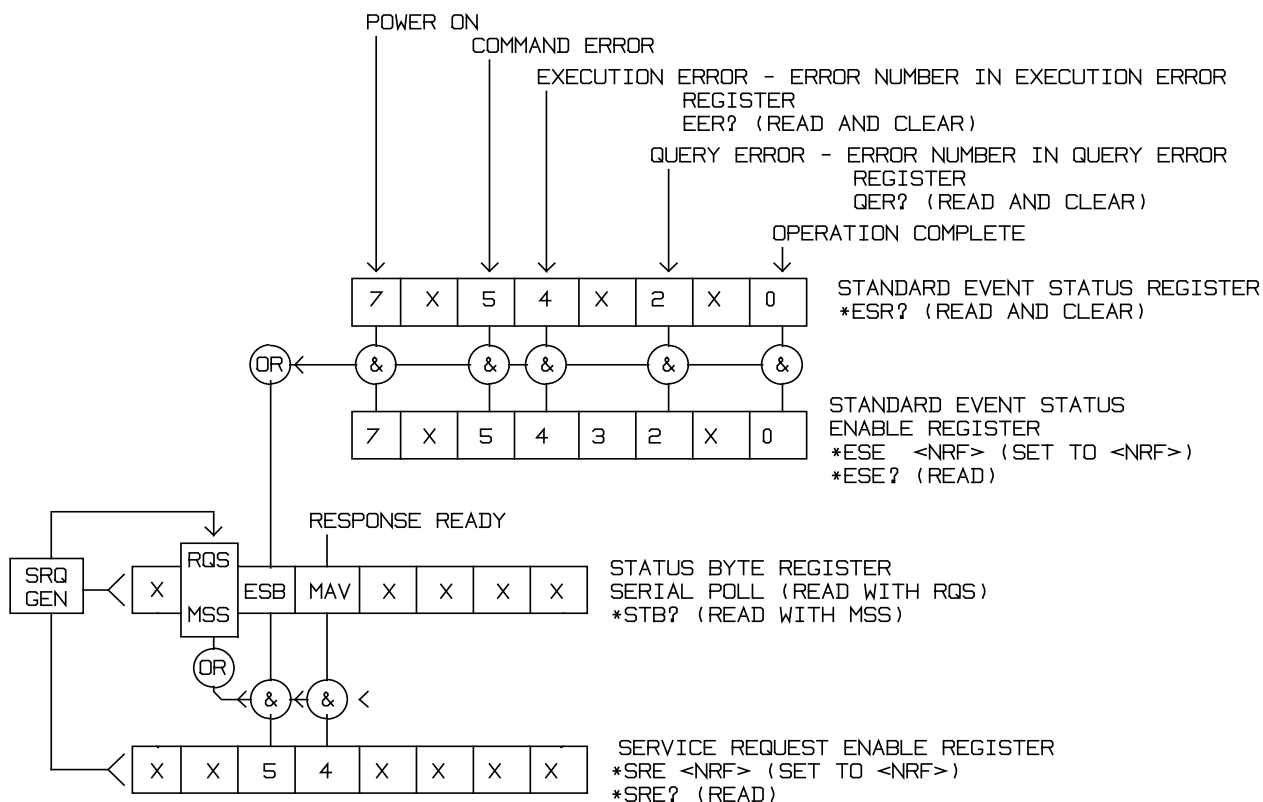 POWER ON
COMMAND ERROR
EXECUTION ERROR - ERROR NUMBER IN EXECUTION ERROR
REGISTER
EER? (READ AND CLEAR)
QUERY ERROR - ERROR NUMBER IN QUERY ERROR
REGISTER
QER? (READ AND CLEAR)
OPERATION COMPLETE
7 X 5 4 X 2 X 0
STANDARD EVENT STATUS REGISTER
*ESR? (READ AND CLEAR)
OR & & & & &
7 X 5 4 3 2 X 0
STANDARD EVENT STATUS
ENABLE REGISTER
*ESE <NRF> (SET TO <NRF>)
*ESE? (READ)
RESPONSE READY
SRQ
GEN
X RQS MSS ESB MAV X X X X
STATUS BYTE REGISTER
SERIAL POLL (READ WITH RQS)
*STB? (READ WITH MSS)
OR
& &
X X 5 4 X X X X
SERVICE REQUEST ENABLE REGISTER
*SRE <NRF> (SET TO <NRF>)
*SRE? (READ)